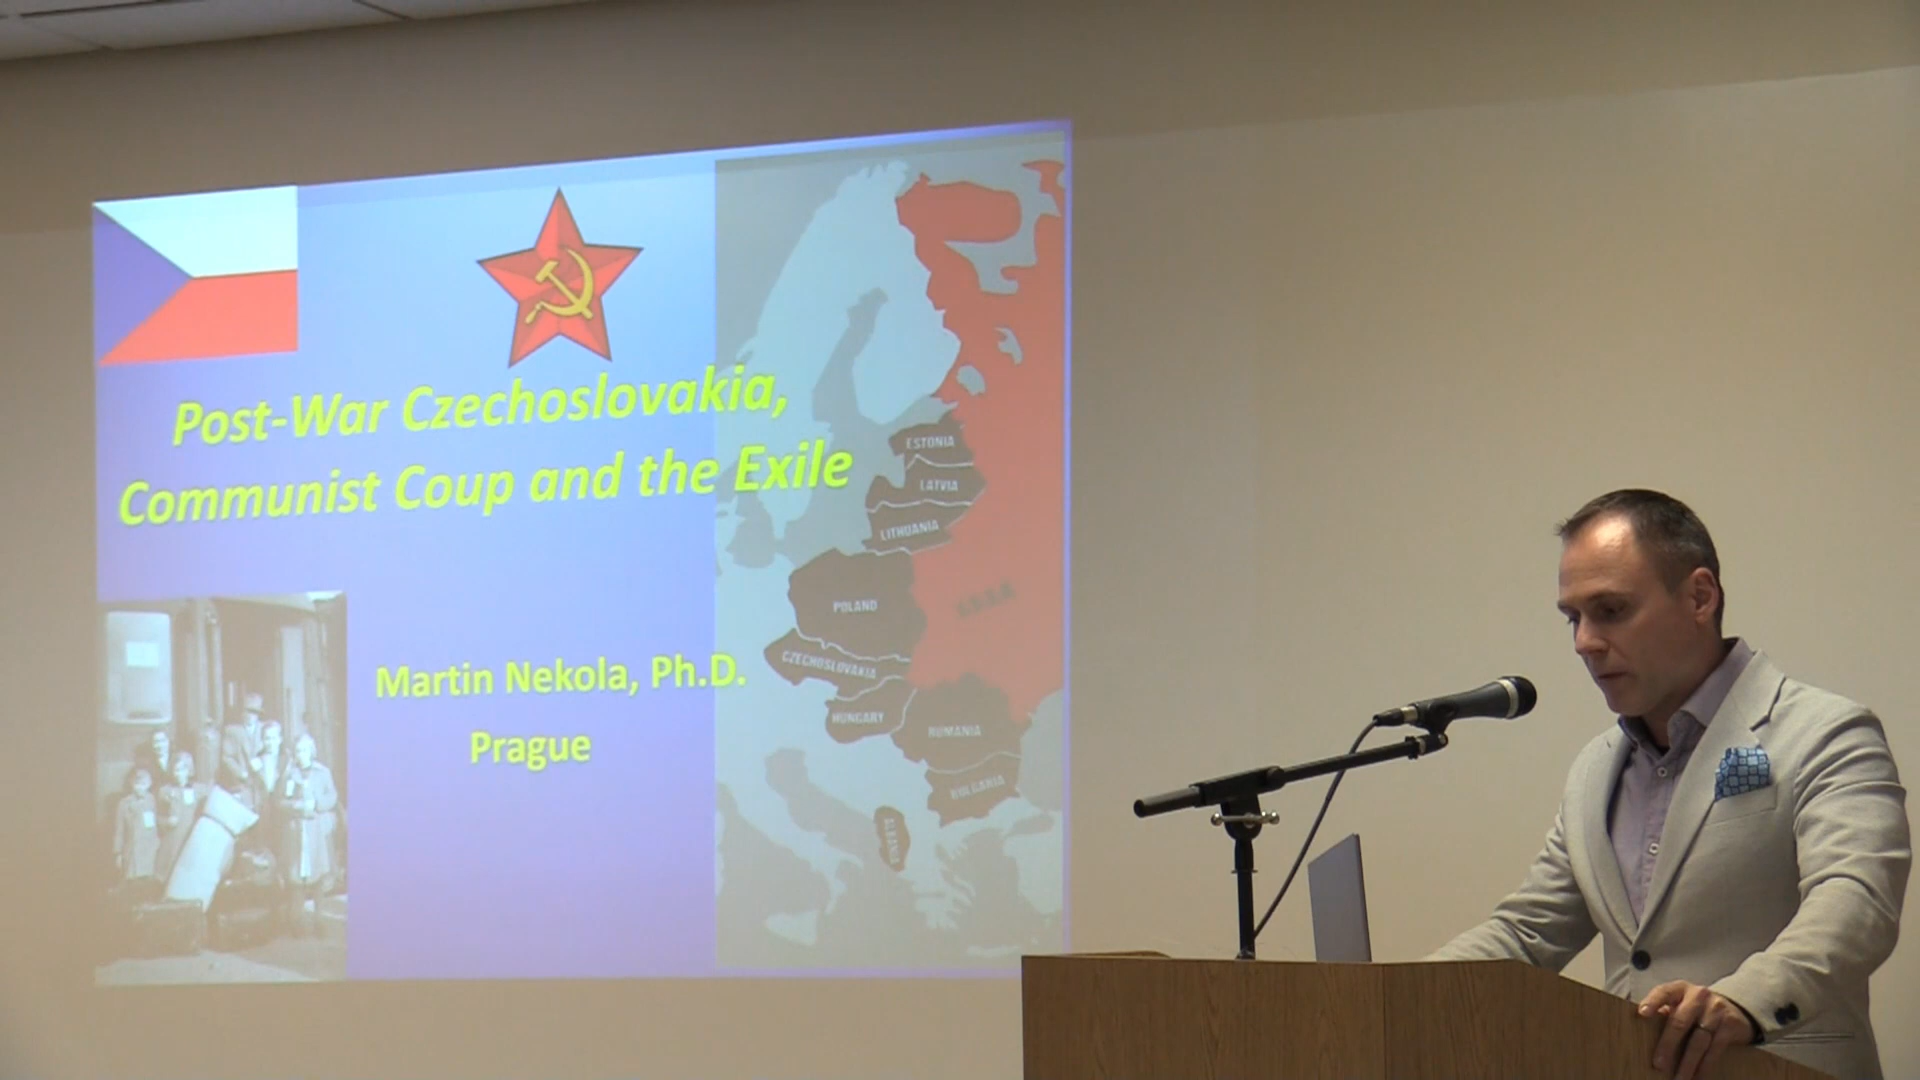 Post-War Czechoslovakia,
Communist Coup and the Exile
Martin Nekola, Ph.D.
Prague
ESTONIA
LATVIA
LITHUANIA
POLAND
CZECHOSLOVAKIA
HUNGARY
RUMANIA
BULGARIA